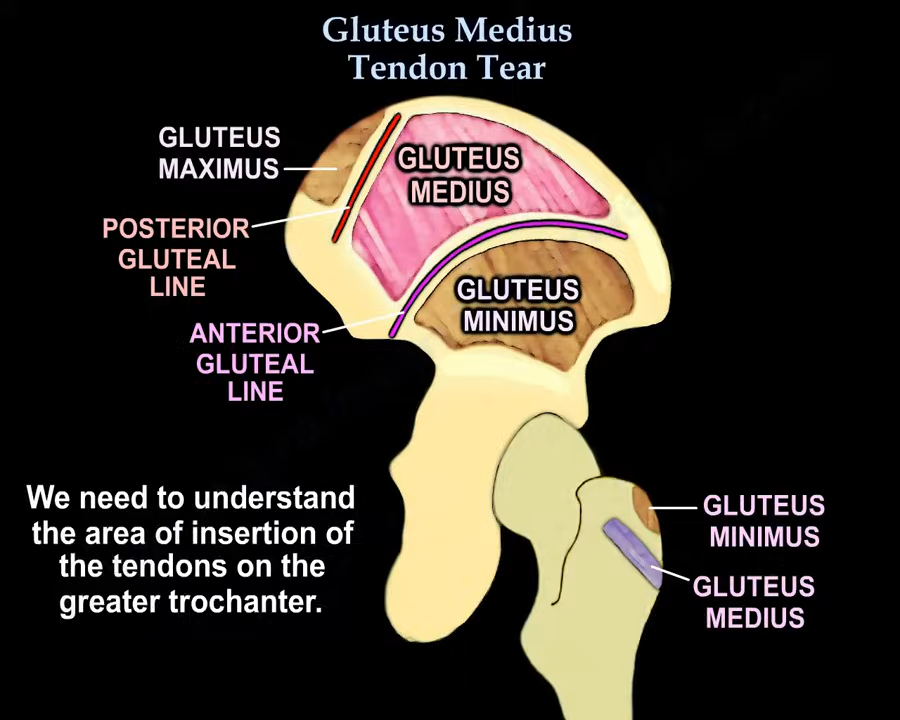 Gluteus Medius
Tendon Tear
GLUTEUS
MAXIMUS
GLUTEUS
MEDIUS
POSTERIOR
GLUTEAL
LINE
GLUTEUS
MINIMUS
ANTERIOR
GLUTEAL
LINE
We need to understand
the area of insertion of
the tendons on the
greater trochanter.
GLUTEUS
MINIMUS
GLUTEUS
MEDIUS